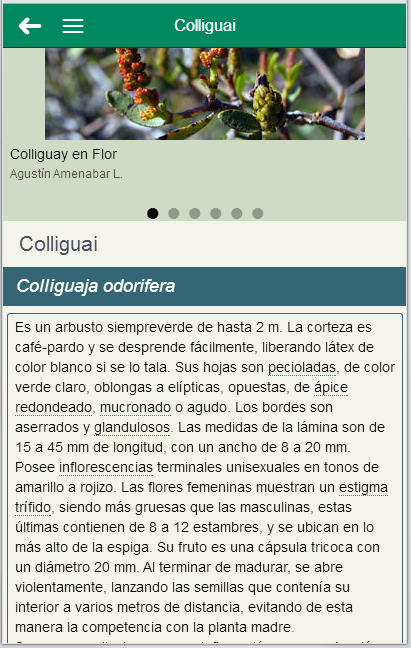 Colliguai
Colliguay en Flor
Agustín Amenabar L.
Colliguai
Colliguaja odorifera
Es un arbusto siempreverde de hasta 2 m. La corteza es
café-pardo y se desprende fácilmente, liberando látex de
color blanco si se lo tala. Sus hojas son pecioladas, de color
verde claro, oblongas a elípticas, opuestas, de ápice
redondeado, mucronado o agudo. Los bordes son
aserrados y glandulosos. Las medidas de la lámina son de
15 a 45 mm de longitud, con un ancho de 8 a 20 mm.
Posee inflorescencias terminales unisexuales en tonos de
amarillo a rojizo. Las flores femeninas muestran un estigma
trífido, siendo más gruesas que las masculinas, estas
últimas contienen de 8 a 12 estambres, y se ubican en lo
más alto de la espiga. Su fruto es una cápsula tricoca con
un diámetro 20 mm. Al terminar de madurar, se abre
violentamente, lanzando las semillas que contenía su
interior a varios metros de distancia, evitando de esta
manera la competencia con la planta madre.